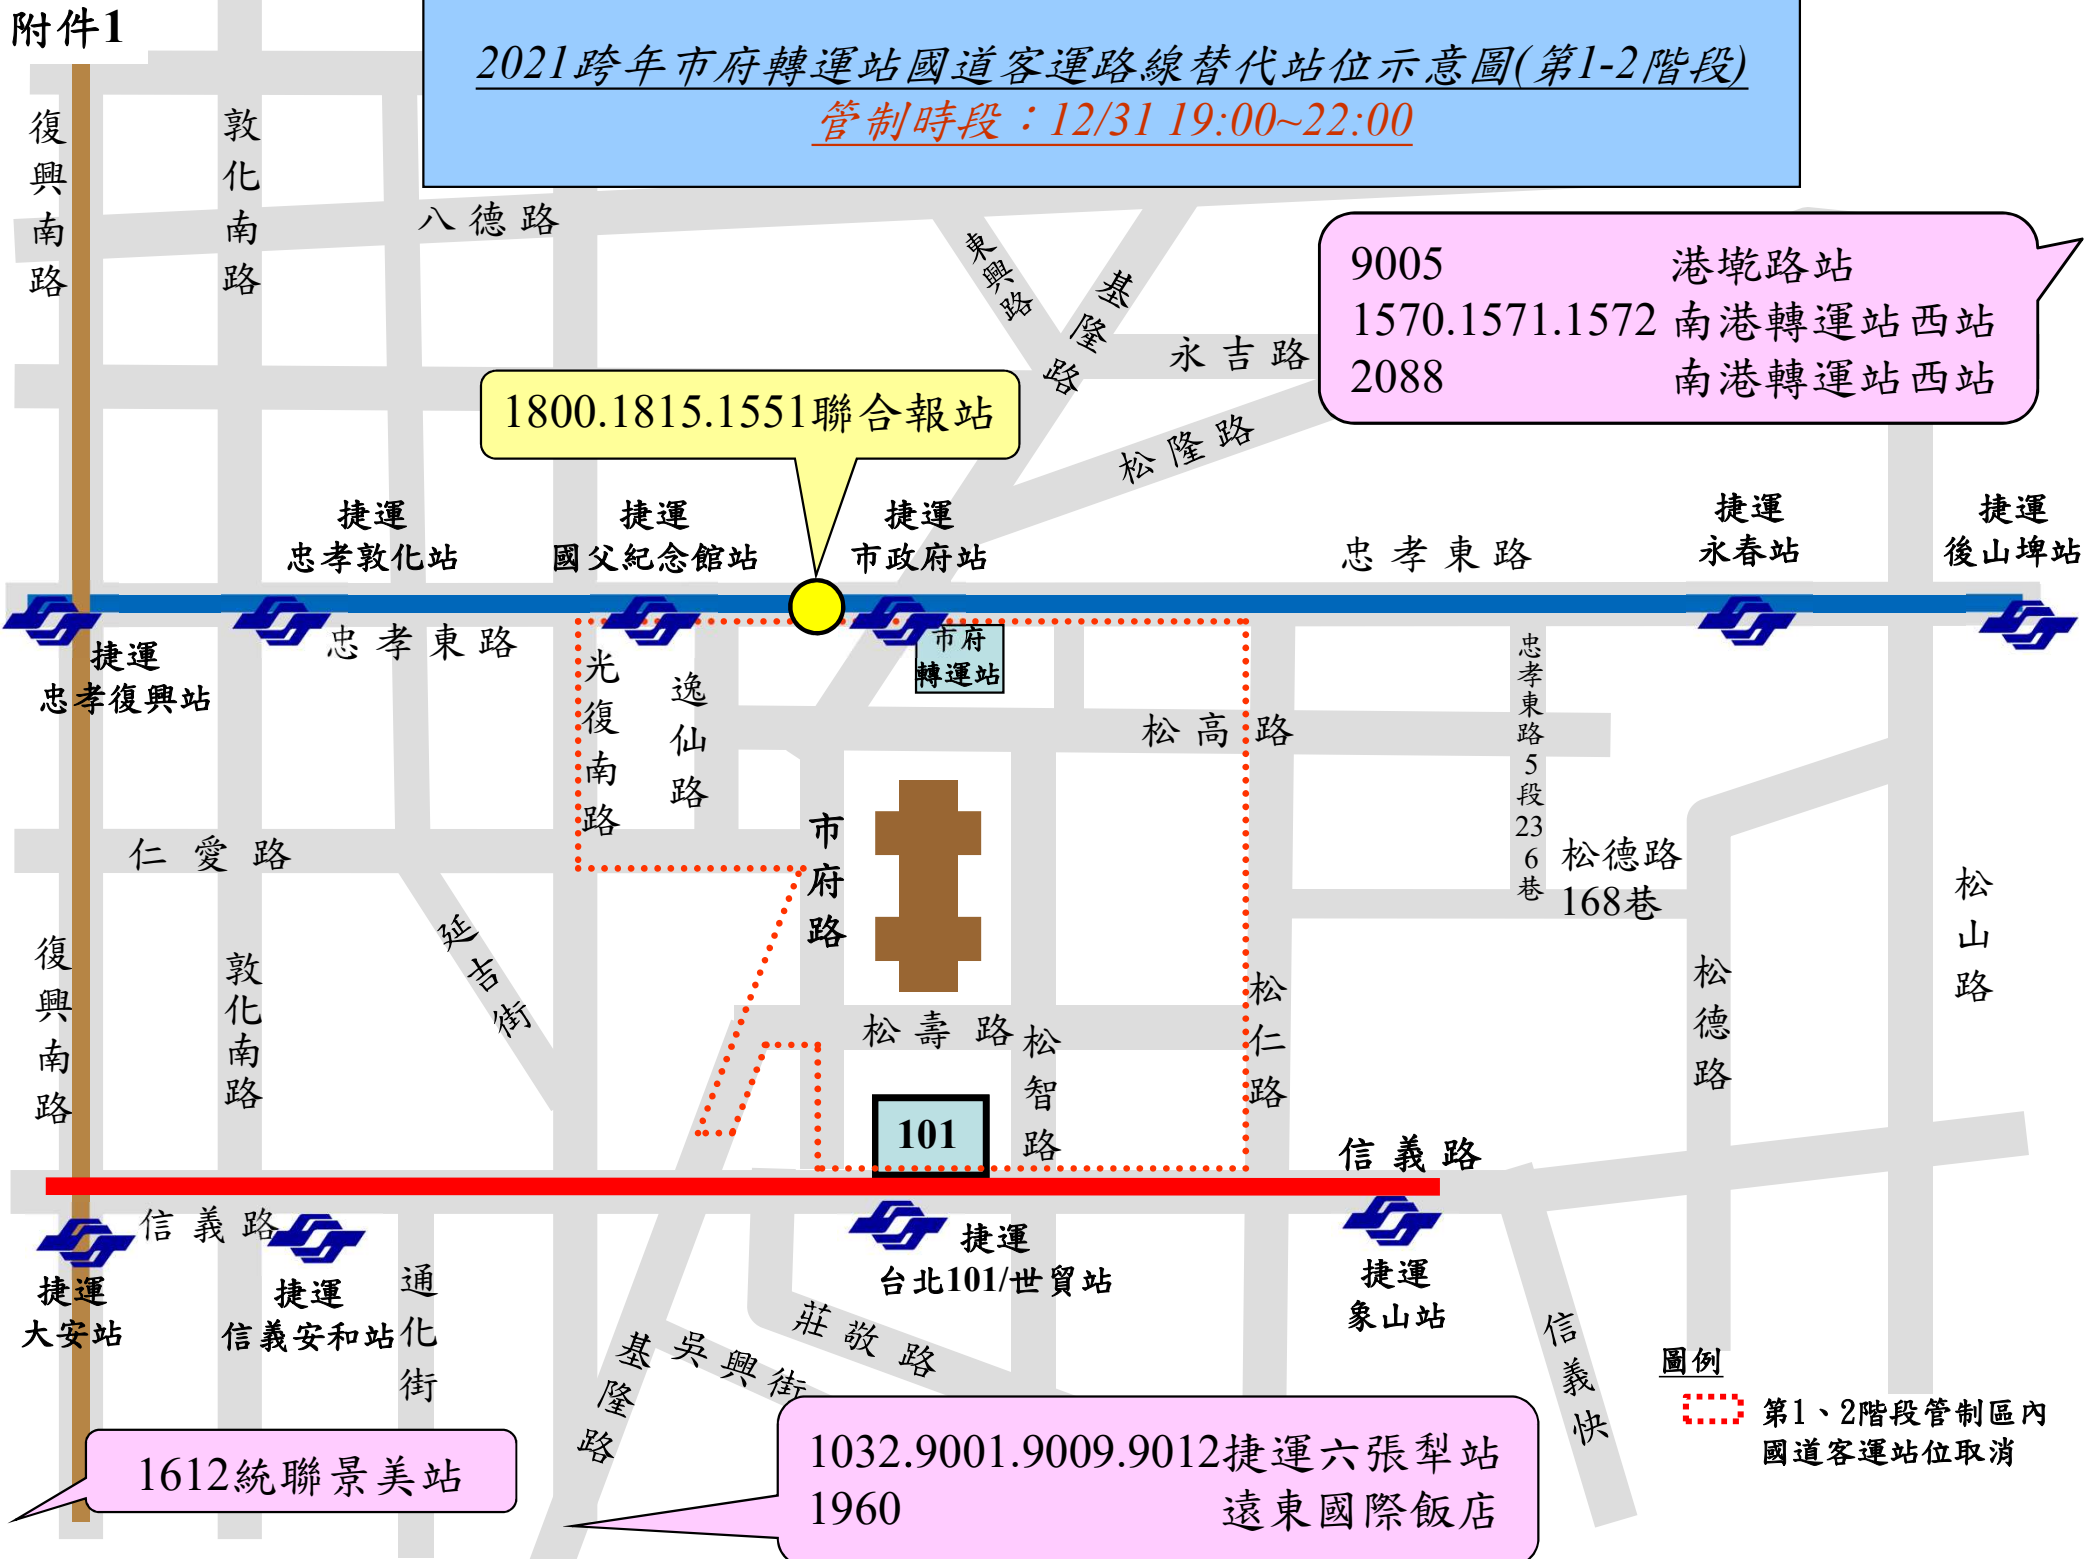 附件1
2021跨年市府轉運站國道客運路線替代站位示意圖(第1-2階段)
管制時段：12/31 19:00~22:00
復興南路
敦化南路
八德路
東興路
基隆路
永吉路
松隆路
9005 港墘路站
1570.1571.1572 南港轉運站西站
2088 南港轉運站西站
1800.1815.1551聯合報站
捷運
忠孝敦化站
捷運
國父紀念館站
捷運
市政府站
忠孝東路
捷運
永春站
捷運
後山埤站
捷運
忠孝復興站
忠孝東路
光復南路
逸仙路
市府
轉運站
松高路
忠孝東路5段236巷
市府路
仁愛路
松德路
168巷
延吉街
松山路
復興南路
敦化南路
松壽路
松智路
松仁路
松德路
101
信義路
信義路
捷運
大安站
捷運
信義安和站
通化街
捷運
台北101/世貿站
捷運
象山站
基隆路
吳興街
莊敬路
信義快
圖例
第1、2階段管制區內
國道客運站位取消
1612統聯景美站
1032.9001.9009.9012捷運六張犁站
1960 遠東國際飯店